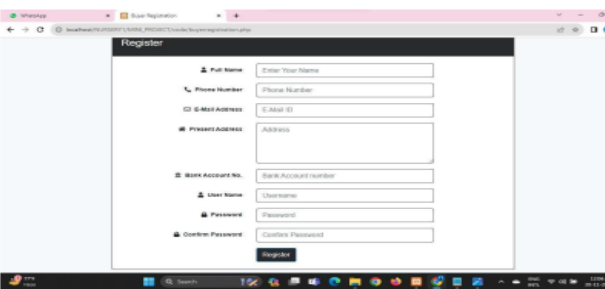 WhatsApp
Buyer Registration
Register
Full Name
Enter Your Name
Phone Number
Phone Number
E-Mail Address
E-Mail ID
Present Address
Address
Bank Account No.
Bank Account number
User Name
Username
Password
Password
Confirm Password
Confirm Password
Register
Search
ENG